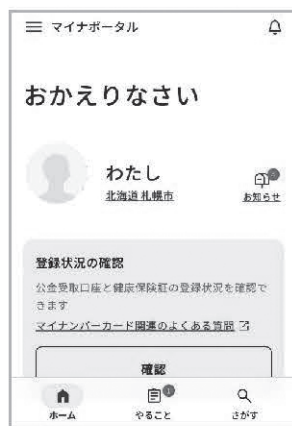 マイナポータル
おかえりなさい
わたし
北海道 札幌市
お知らせ
登録状況の確認
公金受取口座と健康保険証の登録状況を確認で
きます
マイナンバーカード関連のよくある質問
確認
ホーム
やること
さがす